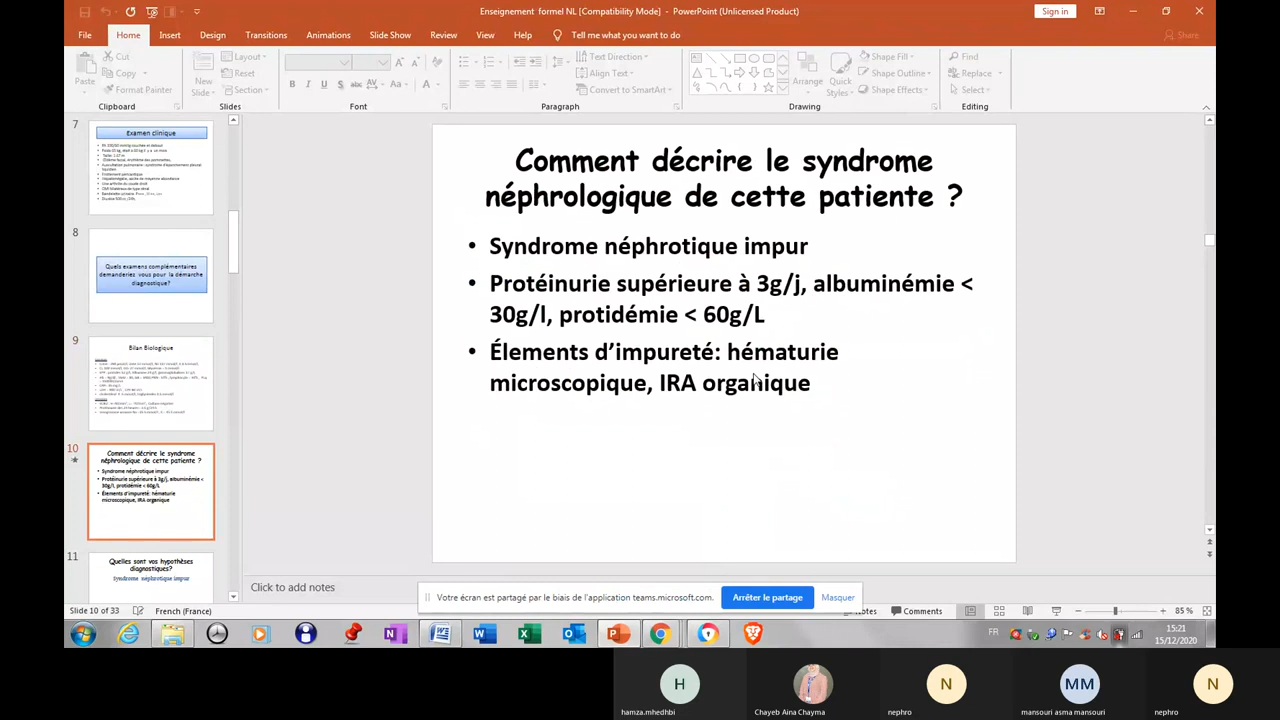 Enseignement formel NL [Compatibility Mode] - PowerPoint (Unlicensed Product)
Sign in
File Home Insert Design Transitions Animations Slide Show Review View Help Tell me what you want to do Share
Cut
Copy
Format Painter
Paste
New Slide
Layout
Reset
Section
Text Direction
Align Text
Convert to SmartArt
Arrange
Quick Styles
Shape Fill
Shape Outline
Shape Effects
Find
Replace
Select
Clipboard Slides Font Paragraph Drawing Editing
7
Examen clinique
8
Quels examens complémentaires
demanderiez vous pour la démarche
diagnostique?
9
Bilan Biologique
10
Comment décrire le syndrome
néphrologique de cette patiente ?
Syndrome néphrotique impur
Protéinurie supérieure à 3g/j, albuminémie <
30g/l, protidémie < 60g/L
Élements d'impureté: hématurie
microscopique, IRA organique
11
Quelles sont vos hypothèses
diagnostiques?
Syndrome néphrotique impur
Comment décrire le syndrome
néphrologique de cette patiente ?
• Syndrome néphrotique impur
• Protéinurie supérieure à 3g/j, albuminémie <
30g/l, protidémie < 60g/L
• Élements d'impureté: hématurie
microscopique, IRA organique
Click to add notes
Votre écran est partagé par le biais de l'application teams.microsoft.com. Arrêter le partage Masquer
Slide 10 of 33 French (France) Comments 85 %
FR
15:21
15/12/2020
H MM N N
hamza.mhedhbi Chayeb Aina Chayma nephro mansouri asma mansouri nephro